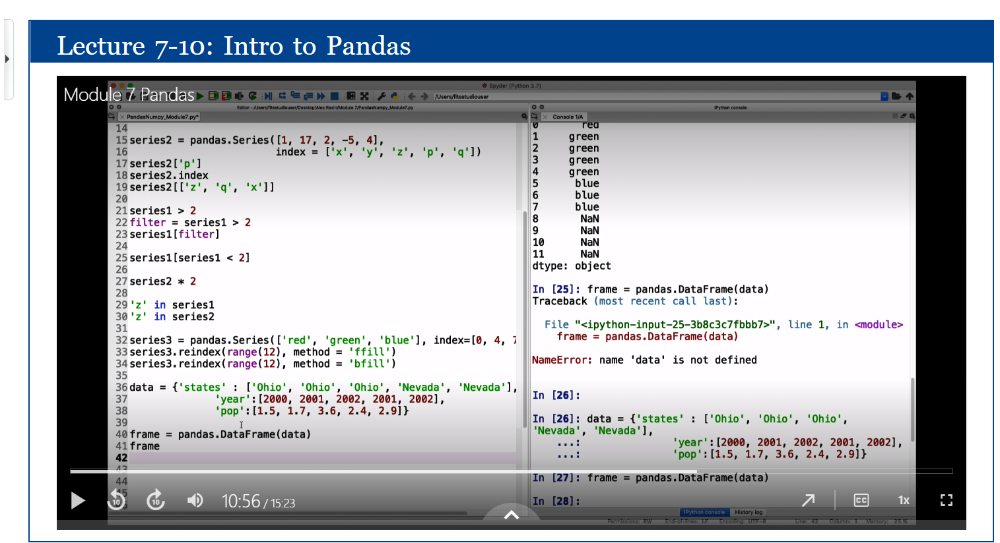 Lecture 7-10: Intro to Pandas
Module 7 Pandas
Spyder (Python 3.7)
/Users/fitsstudiouser
Editor - /Users/fitsstudiouser/Desktop/Alex Rasin/Module 7/PandasNumpy_Module7.py
PandasNumpy_Module7.py*
14
15 series2 = pandas.Series([1, 17, 2, -5, 4],
16 index = ['x', 'y', 'z', 'p', 'q'])
17 series2['p']
18 series2.index
19 series2[['z', 'q', 'x']]
20
21 series1 > 2
22 filter = series1 > 2
23 series1[filter]
24
25 series1[series1 < 2]
26
27 series2 * 2
28
29 'z' in series1
30 'z' in series2
31
32 series3 = pandas.Series(['red', 'green', 'blue'], index=[0, 4, 7
33 series3.reindex(range(12), method = 'ffill')
34 series3.reindex(range(12), method = 'bfill')
35
36 data = {'states' : ['Ohio', 'Ohio', 'Ohio', 'Nevada', 'Nevada'],
37 'year':[2000, 2001, 2002, 2001, 2002],
38 'pop':[1.5, 1.7, 3.6, 2.4, 2.9]}
39
40 frame = pandas.DataFrame(data)
41 frame
42
43
44
45
IPython console
Console 1/A
0 red
1 green
2 green
3 green
4 green
5 blue
6 blue
7 blue
8 NaN
9 NaN
10 NaN
11 NaN
dtype: object
In [25]: frame = pandas.DataFrame(data)
Traceback (most recent call last):
File "<ipython-input-25-3b8c3c7fbbb7>", line 1, in <module>
frame = pandas.DataFrame(data)
NameError: name 'data' is not defined
In [26]:
In [26]: data = {'states' : ['Ohio', 'Ohio', 'Ohio',
'Nevada', 'Nevada'],
...: 'year':[2000, 2001, 2002, 2001, 2002],
...: 'pop':[1.5, 1.7, 3.6, 2.4, 2.9]}
In [27]: frame = pandas.DataFrame(data)
In [28]:
IPython console History log
Permissions: RW End-of-lines: LF Encoding: UTF-8 Line: 42 Column: 1 Memory: 25 %
10 10 10:56 / 15:23 CC 1x